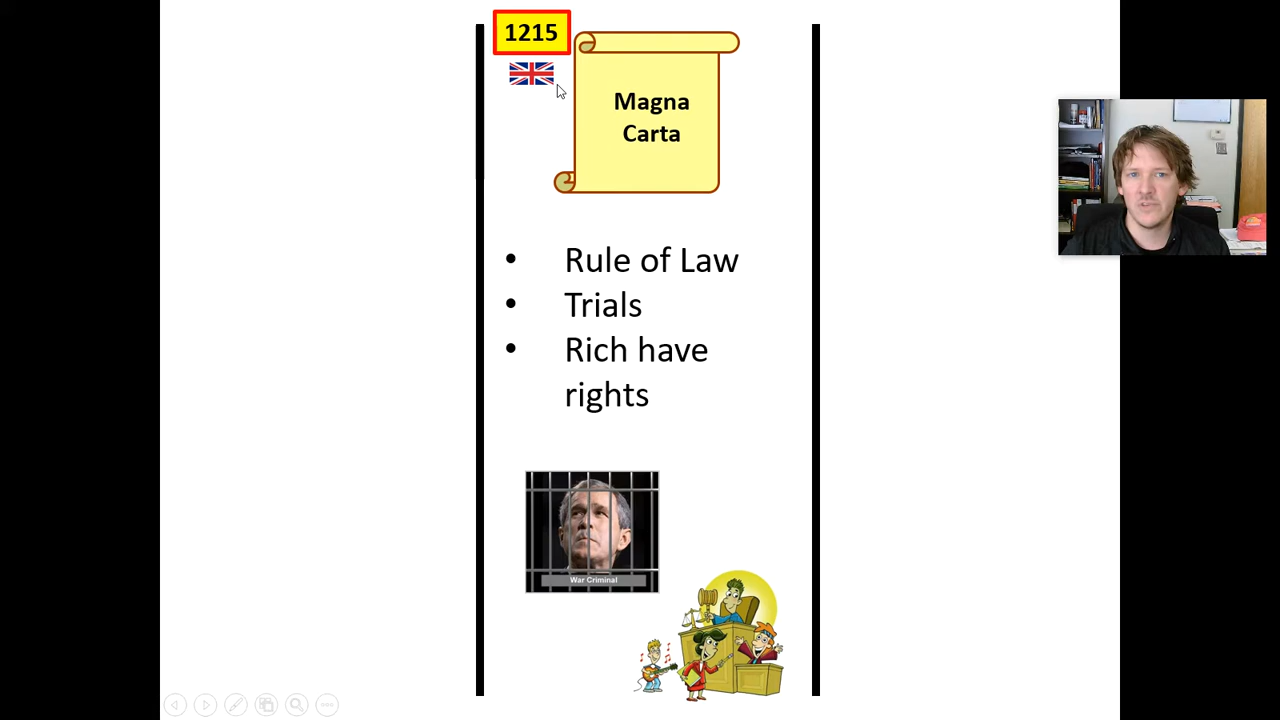 1215
Magna
Carta
• Rule of Law
• Trials
• Rich have
rights
War Criminal